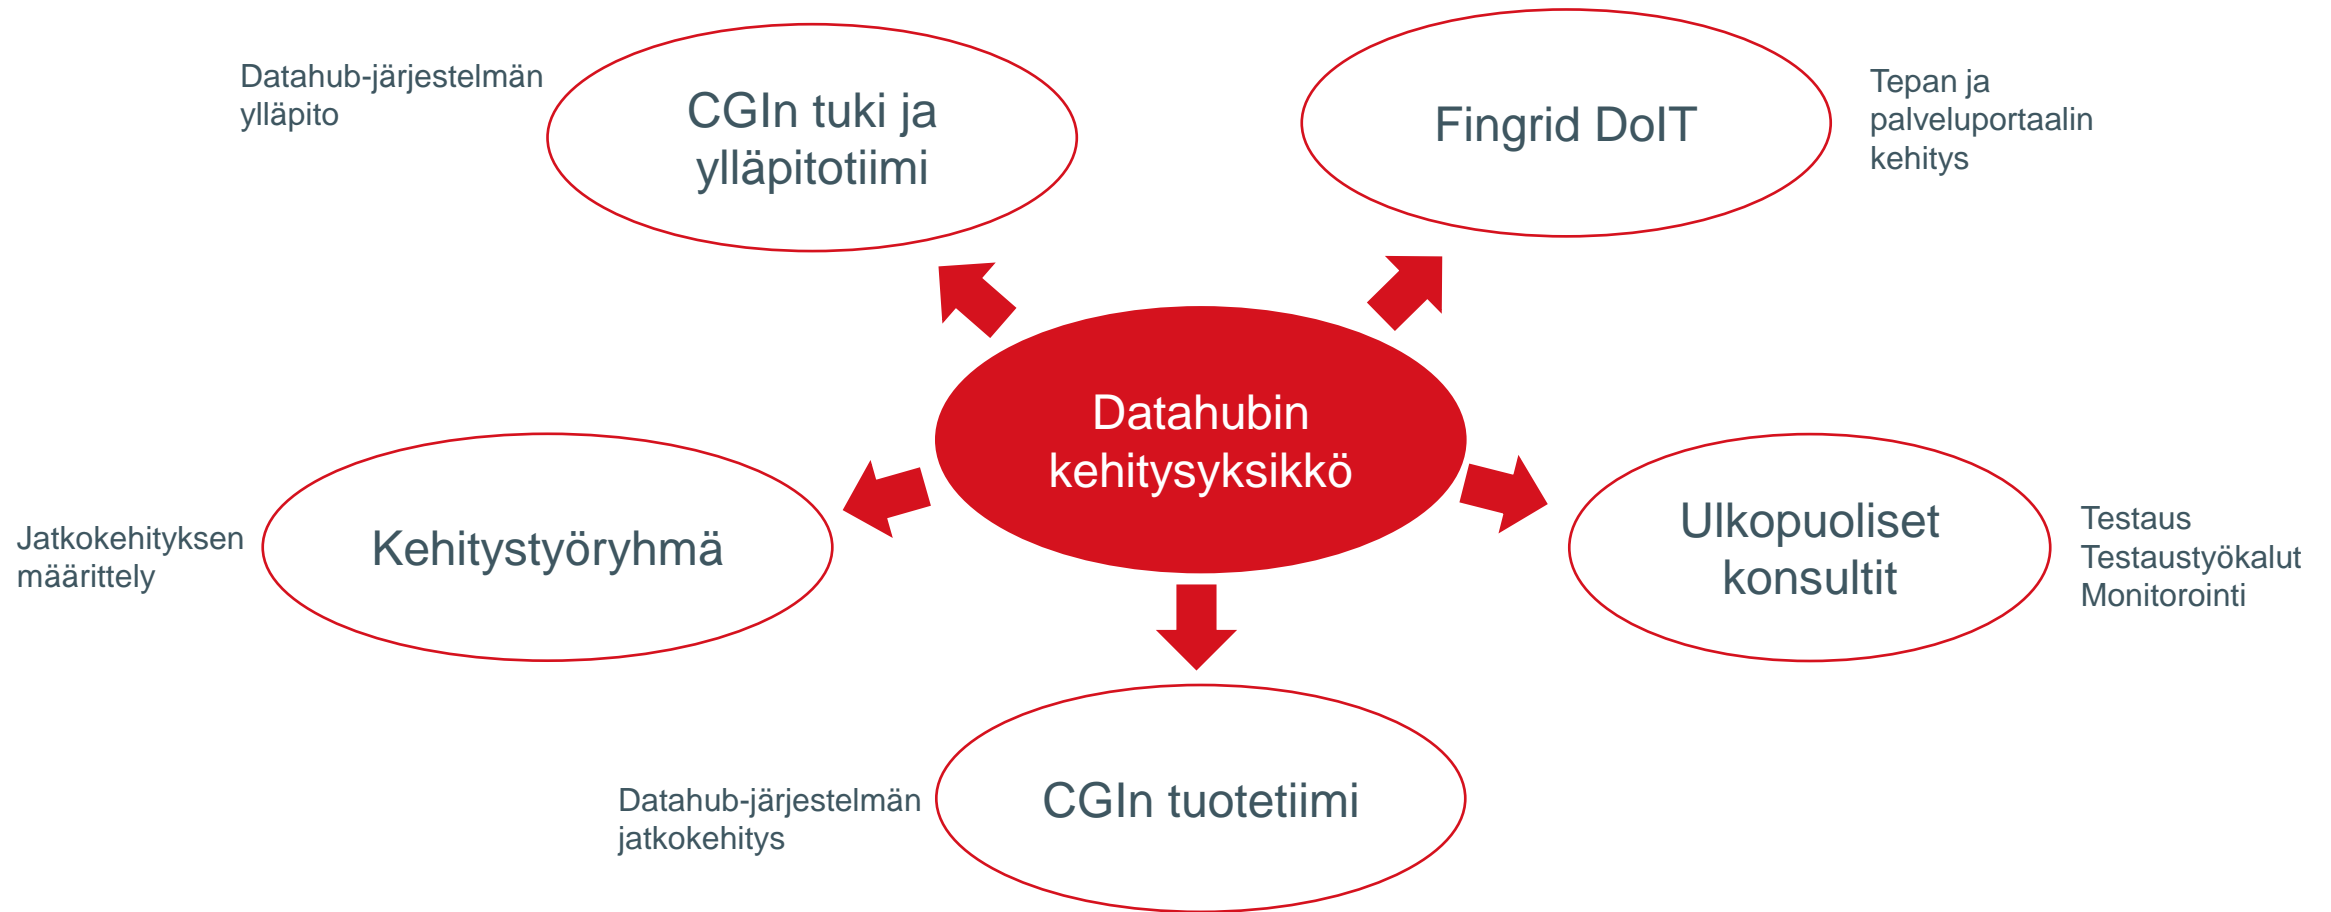 Datahub-järjestelmän
ylläpito
CGIn tuki ja
ylläpitotiimi
Fingrid DoIT
Tepan ja
palveluportaalin
kehitys
Datahubin
kehitysyksikkö
Jatkokehityksen
määrittely
Kehitystyöryhmä
Ulkopuoliset
konsultit
Testaus
Testaustyökalut
Monitorointi
Datahub-järjestelmän
jatkokehitys
CGIn tuotetiimi